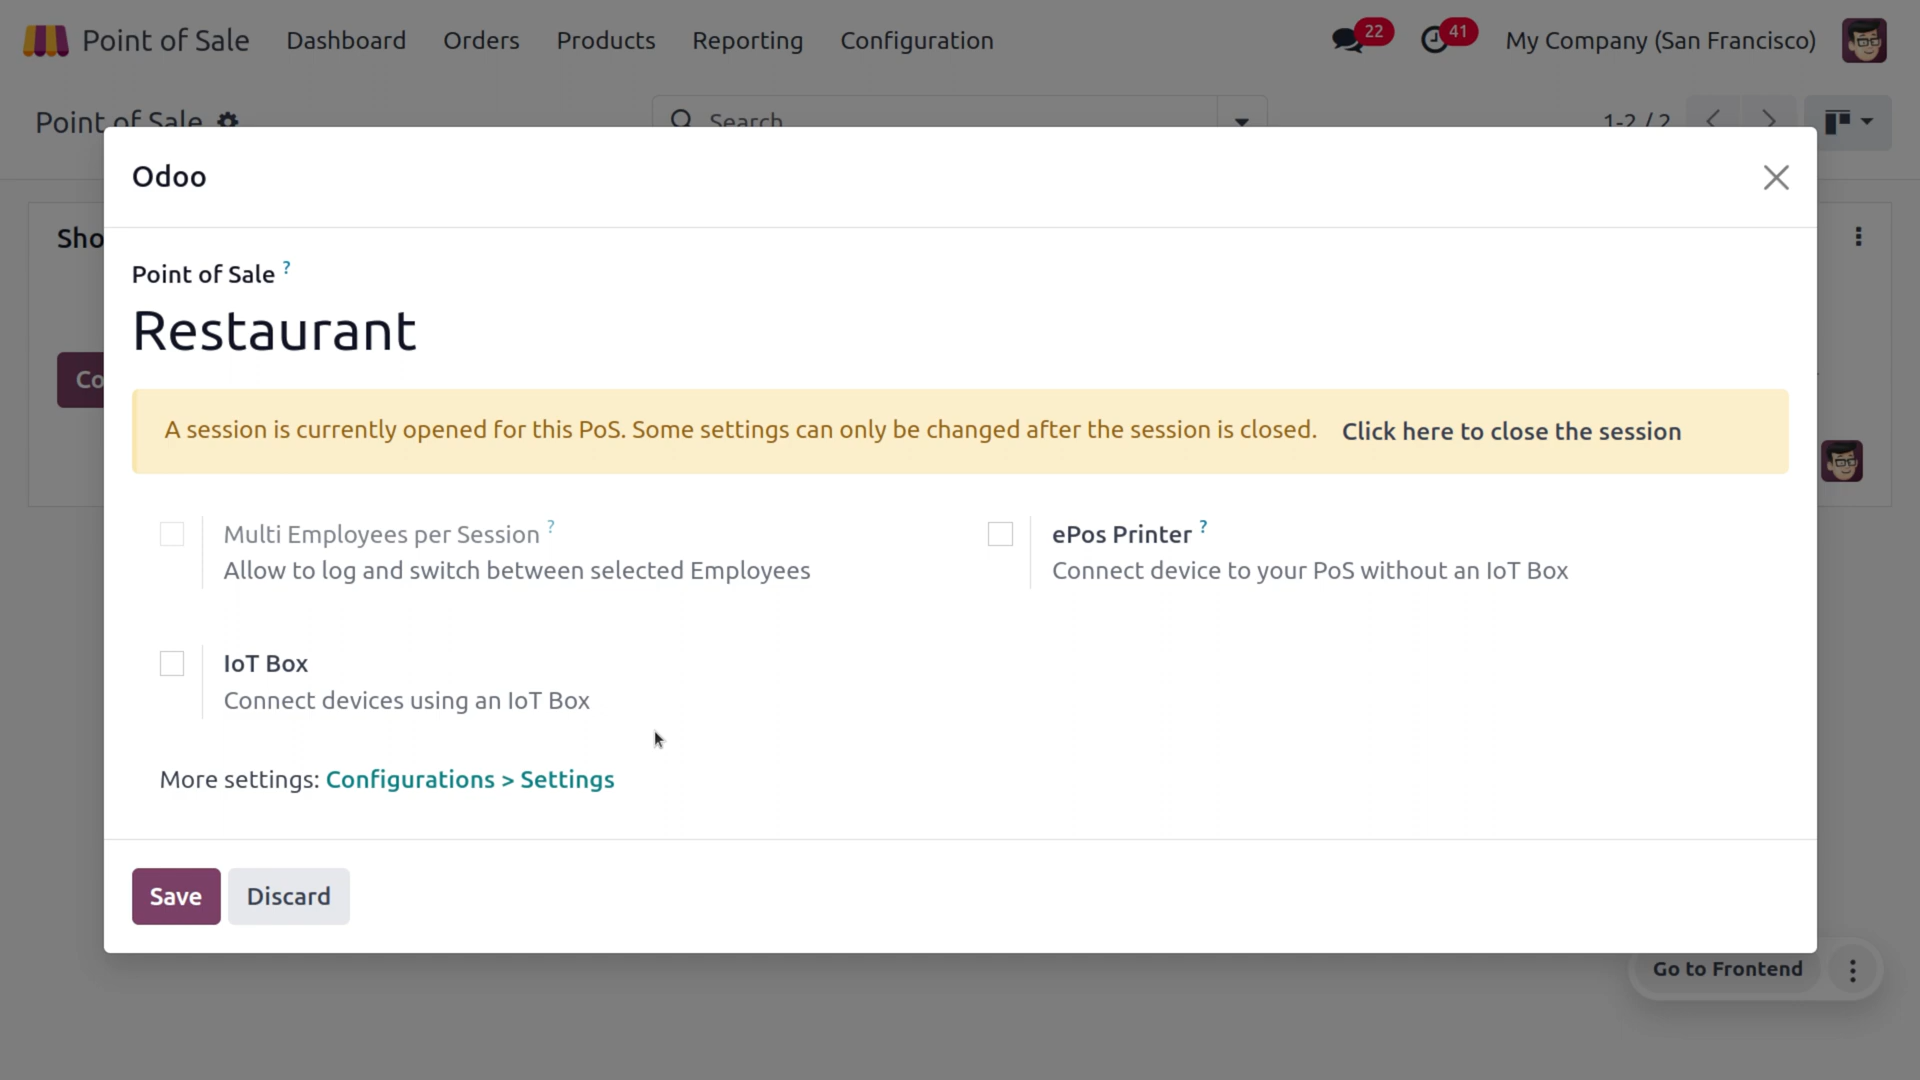 Point of Sale Dashboard Orders Products Reporting Configuration 22 41 My Company (San Francisco)
Point of Sale Search 1-2 / 2
Odoo
Sho
Point of Sale ?
Restaurant
Co
A session is currently opened for this PoS. Some settings can only be changed after the session is closed. Click here to close the session
Multi Employees per Session ?
Allow to log and switch between selected Employees
ePos Printer ?
Connect device to your PoS without an IoT Box
IoT Box
Connect devices using an IoT Box
More settings: Configurations > Settings
Save Discard
Go to Frontend